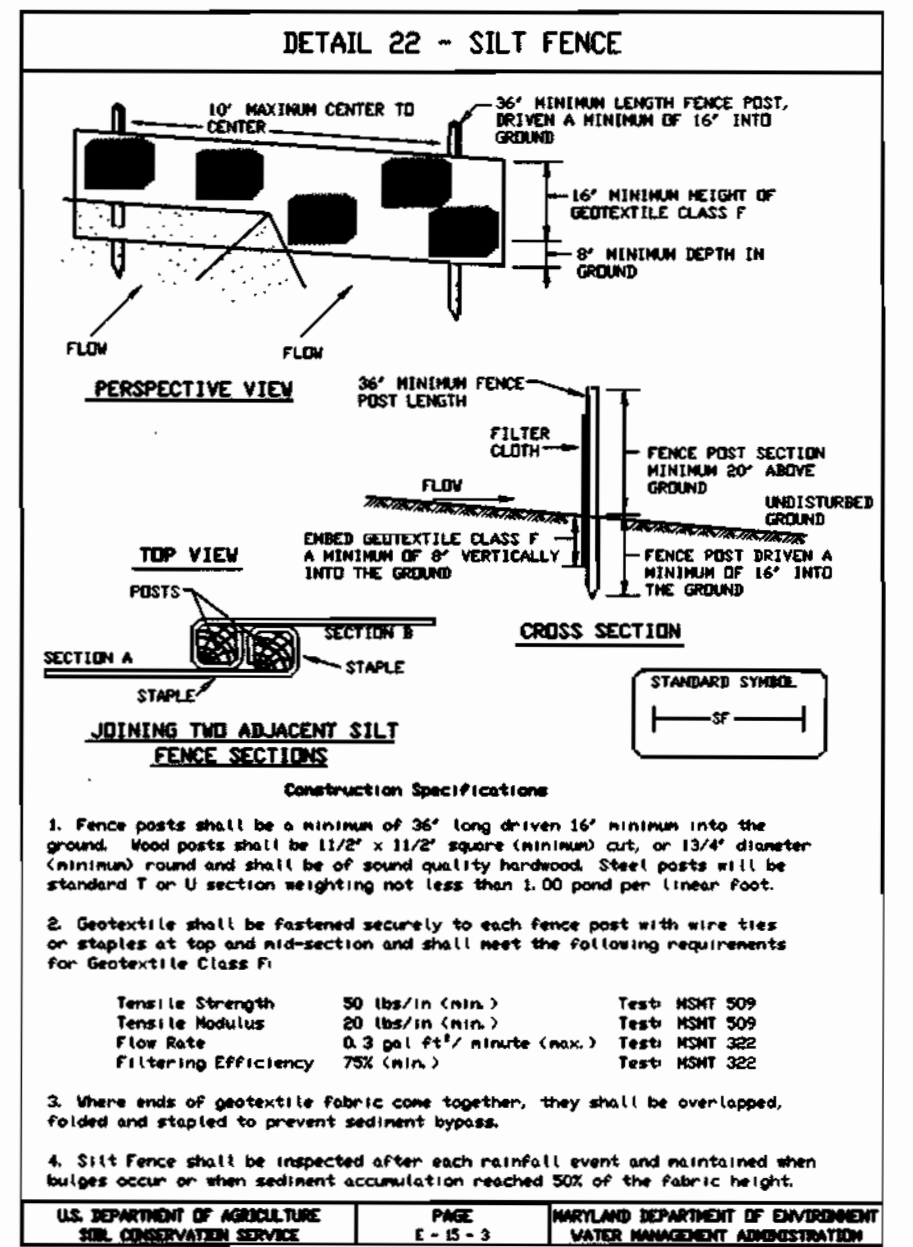 DETAIL 22 - SILT FENCE
10' MAXIMUM CENTER TO
CENTER
36" MINIMUM LENGTH FENCE POST,
DRIVEN A MINIMUM OF 16" INTO
GROUND
16" MINIMUM HEIGHT OF
GEOTEXTILE CLASS F
8" MINIMUM DEPTH IN
GROUND
FLOW
FLOW
PERSPECTIVE VIEW
36" MINIMUM FENCE
POST LENGTH
FILTER
CLOTH
FENCE POST SECTION
MINIMUM 20" ABOVE
GROUND
FLOW
UNDISTURBED
GROUND
EMBED GEOTEXTILE CLASS F
A MINIMUM OF 8" VERTICALLY
INTO THE GROUND
FENCE POST DRIVEN A
MINIMUM OF 16" INTO
THE GROUND
CROSS SECTION
TOP VIEW
POSTS
SECTION B
SECTION A
STAPLE
STAPLE
JOINING TWO ADJACENT SILT
FENCE SECTIONS
STANDARD SYMBOL
SF
Construction Specifications
1. Fence posts shall be a minimum of 36" long driven 16" minimum into the
ground. Wood posts shall be 11/2" x 11/2" square (minimum) cut, or 13/4" diameter
(minimum) round and shall be of sound quality hardwood. Steel posts will be
standard T or U section weighting not less than 1.00 pond per linear foot.
2. Geotextile shall be fastened securely to each fence post with wire ties
or staples at top and mid-section and shall meet the following requirements
for Geotextile Class F:
Tensile Strength 50 lbs/in (min.) Test: MSMT 509
Tensile Modulus 20 lbs/in (min.) Test: MSMT 509
Flow Rate 0.3 gal ft²/ minute (max.) Test: MSMT 322
Filtering Efficiency 75% (min.) Test: MSMT 322
3. Where ends of geotextile fabric come together, they shall be overlapped,
folded and stapled to prevent sediment bypass.
4. Silt Fence shall be inspected after each rainfall event and maintained when
bulges occur or when sediment accumulation reached 50% of the fabric height.
U.S. DEPARTMENT OF AGRICULTURE
SOIL CONSERVATION SERVICE
PAGE
E - 15 - 3
MARYLAND DEPARTMENT OF ENVIRONMENT
WATER MANAGEMENT ADMINISTRATION